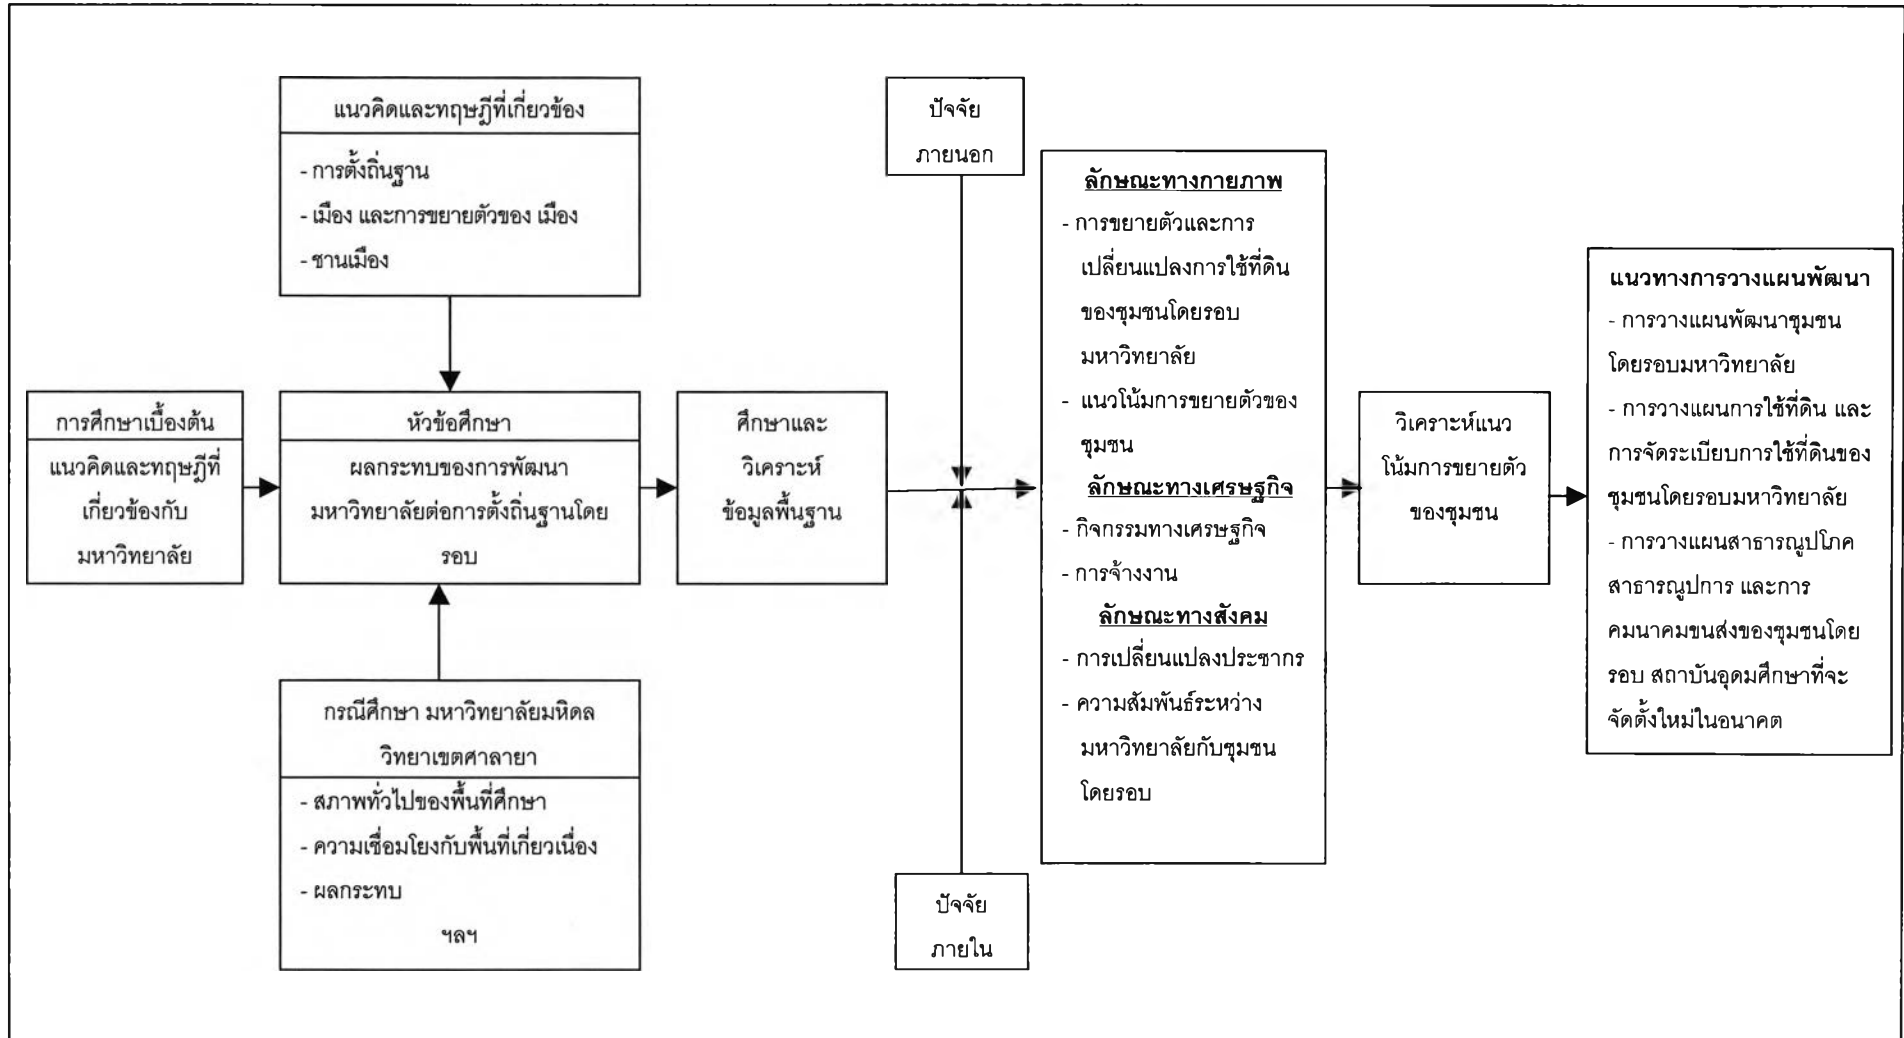 แนวคิดและทฤษฎีที่เกี่ยวข้อง
- การตั้งถิ่นฐาน
- เมือง และการขยายตัวของ เมือง
- ชานเมือง
การศึกษาเบื้องต้น
แนวคิดและทฤษฎีที่
เกี่ยวข้องกับ
มหาวิทยาลัย
หัวข้อศึกษา
ผลกระทบของการพัฒนา
มหาวิทยาลัยต่อการตั้งถิ่นฐานโดย
รอบ
กรณีศึกษา มหาวิทยาลัยมหิดล
วิทยาเขตศาลายา
- สภาพทั่วไปของพื้นที่ศึกษา
- ความเชื่อมโยงกับพื้นที่เกี่ยวเนื่อง
- ผลกระทบ
ฯลฯ
ศึกษาและ
วิเคราะห์
ข้อมูลพื้นฐาน
ปัจจัย
ภายนอก
ปัจจัย
ภายใน
ลักษณะทางกายภาพ
- การขยายตัวและการ
เปลี่ยนแปลงการใช้ที่ดิน
ของชุมชนโดยรอบ
มหาวิทยาลัย
- แนวโน้มการขยายตัวของ
ชุมชน
ลักษณะทางเศรษฐกิจ
- กิจกรรมทางเศรษฐกิจ
- การจ้างงาน
ลักษณะทางสังคม
- การเปลี่ยนแปลงประชากร
- ความสัมพันธ์ระหว่าง
มหาวิทยาลัยกับชุมชน
โดยรอบ
วิเคราะห์แนว
โน้มการขยายตัว
ของชุมชน
แนวทางการวางแผนพัฒนา
- การวางแผนพัฒนาชุมชน
โดยรอบมหาวิทยาลัย
- การวางแผนการใช้ที่ดิน และ
การจัดระเบียบการใช้ที่ดินของ
ชุมชนโดยรอบมหาวิทยาลัย
- การวางแผนสาธารณูปโภค
สาธารณูปการ และการ
คมนาคมขนส่งของชุมชนโดย
รอบ สถาบันอุดมศึกษาที่จะ
จัดตั้งใหม่ในอนาคต